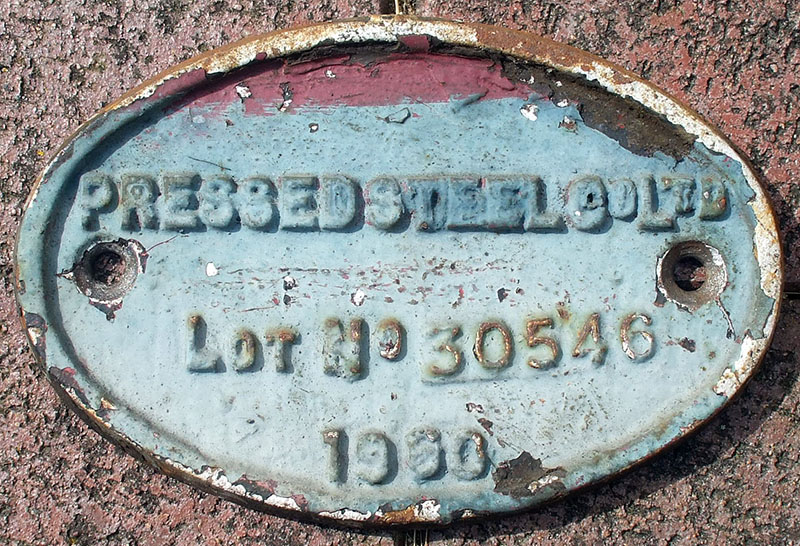 PRESSED STEEL CO LTD
LOT NO 30546
1960